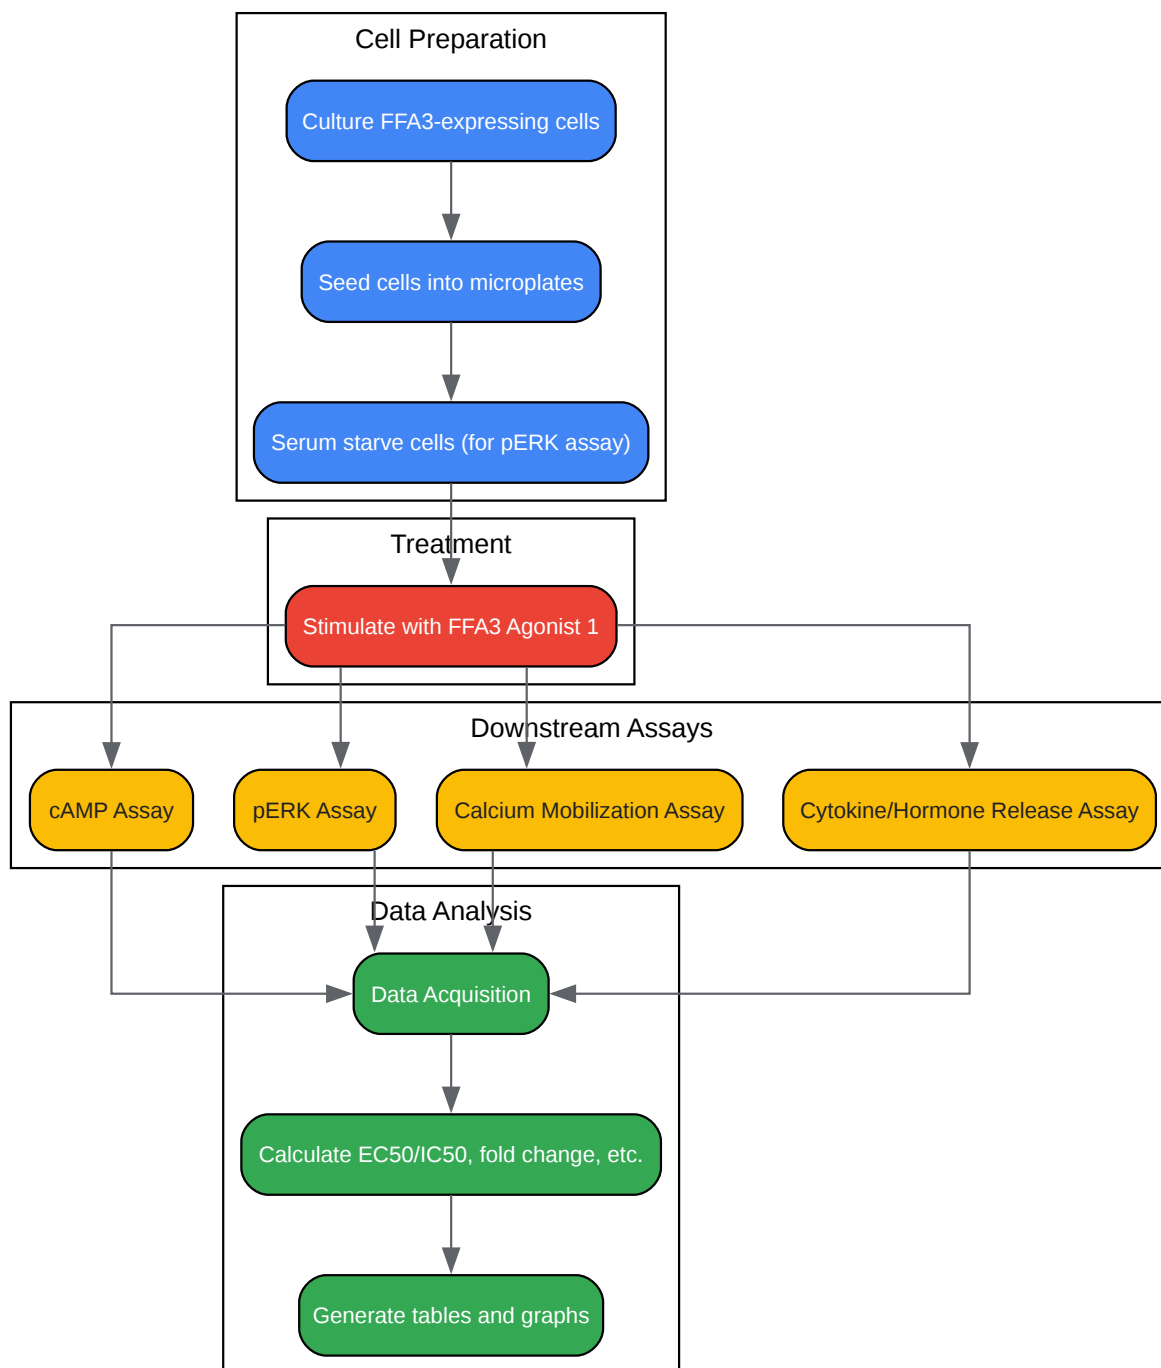 Cell Preparation
Culture FFA3-expressing cells
Seed cells into microplates
Serum starve cells (for pERK assay)
Treatment
Stimulate with FFA3 Agonist 1
Downstream Assays
cAMP Assay
pERK Assay
Calcium Mobilization Assay
Cytokine/Hormone Release Assay
Data Analysis
Data Acquisition
Calculate EC50/IC50, fold change, etc.
Generate tables and graphs